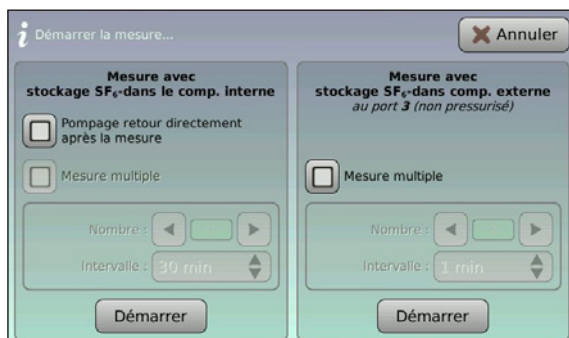 Démarrer la mesure...
Annuler
Mesure avec
stockage SF₆-dans le comp. interne
Pompage retour directement
après la mesure
Mesure multiple
Nombre :
Intervalle : 30 min
Démarrer
Mesure avec
stockage SF₆-dans comp. externe
au port 3 (non pressurisé)
Mesure multiple
Nombre :
Intervalle : 1 min
Démarrer